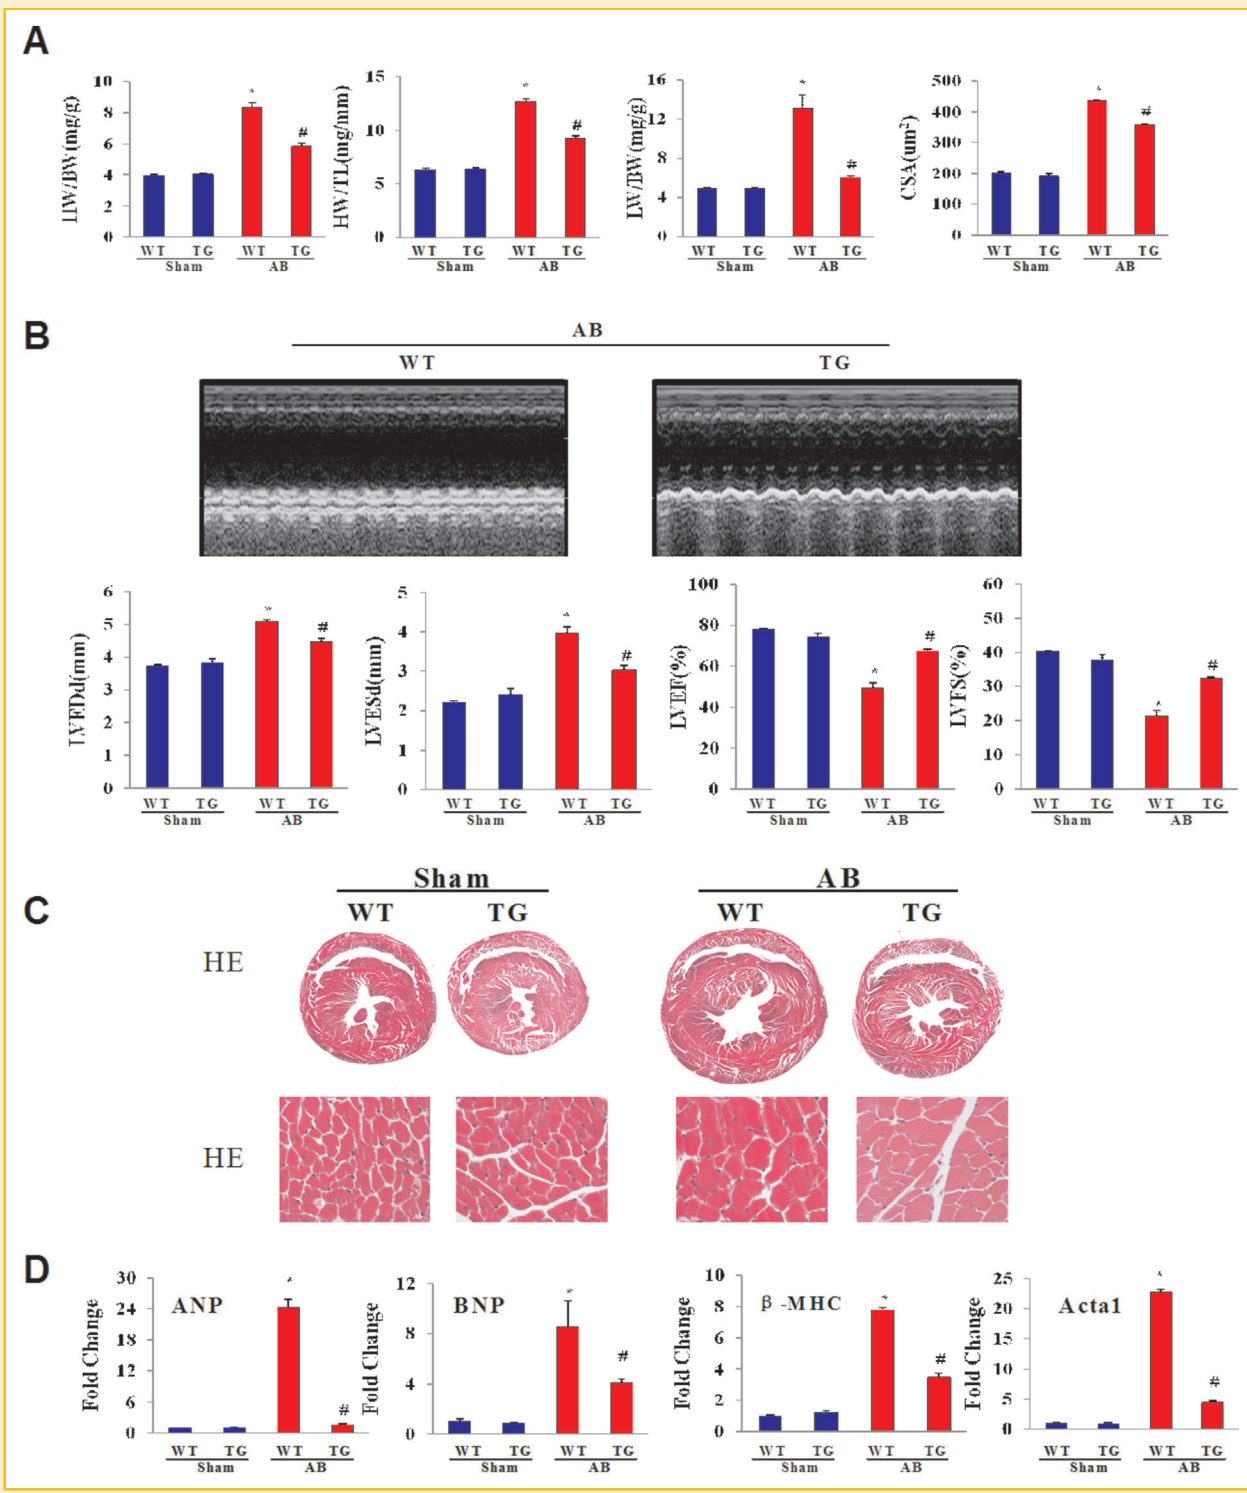 A
HW/BW(mg/g)
10
8
6
4
2
0
*
#
WT TG WT TG
Sham AB
HW/TL(mg/mm)
15
10
5
0
*
#
WT TG WT TG
Sham AB
LW/BW(mg/g)
16
12
8
4
0
*
#
WT TG WT TG
Sham AB
CSA(um²)
500
400
300
200
100
0
*
#
WT TG WT TG
Sham AB
B
AB
WT TG
LVEDd(mm)
6
5
4
3
2
1
0
*
#
WT TG WT TG
Sham AB
LVESd(mm)
5
4
3
2
1
0
*
#
WT TG WT TG
Sham AB
LVEF(%)
100
80
60
40
20
0
*
#
WT TG WT TG
Sham AB
LVFS(%)
60
50
40
30
20
10
0
*
#
WT TG WT TG
Sham AB
C
Sham AB
WT TG WT TG
HE
HE
D
Fold Change
30
24
18
12
6
0
ANP
*
#
WT TG WT TG
Sham AB
Fold Change
12
8
4
0
BNP
*
#
WT TG WT TG
Sham AB
Fold Change
10
8
6
4
2
0
β-MHC
*
#
WT TG WT TG
Sham AB
Fold Change
25
20
15
10
5
0
Acta1
*
#
WT TG WT TG
Sham AB